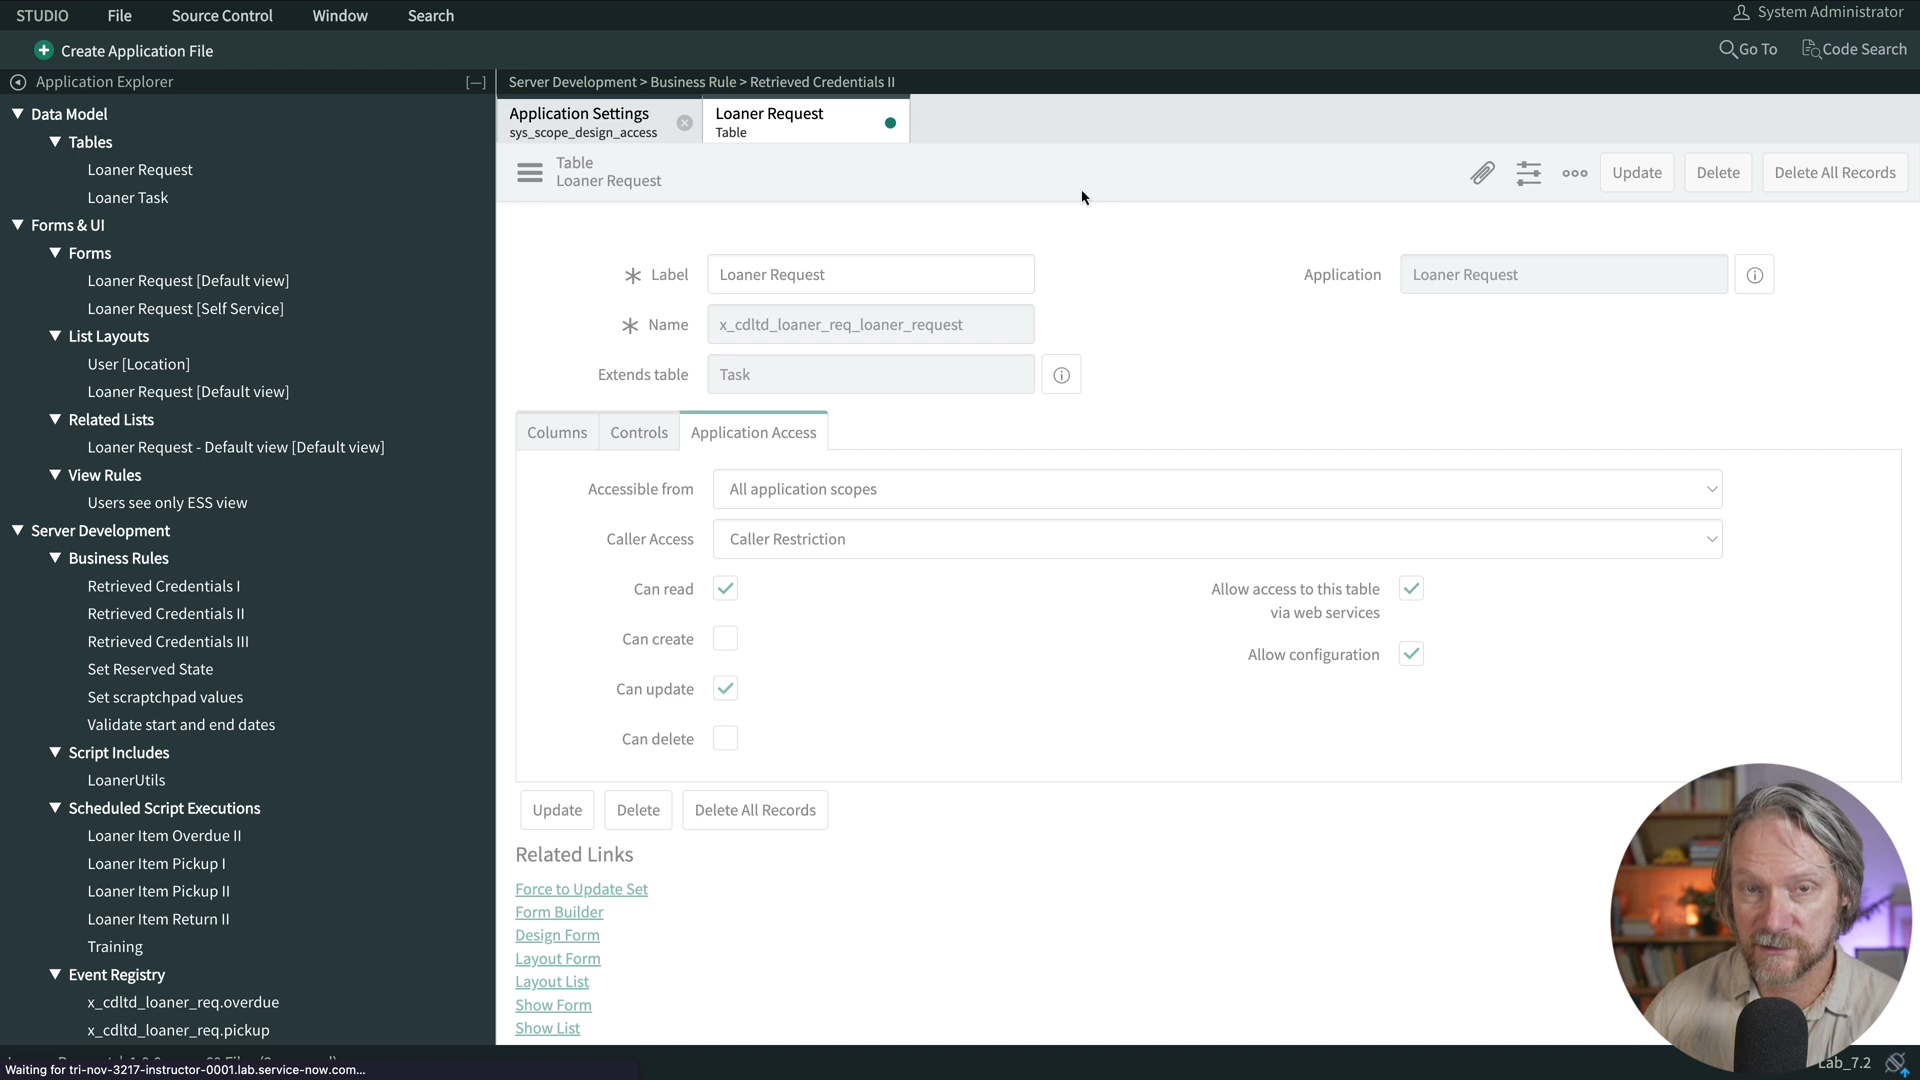 STUDIO File Source Control Window Search
System Administrator
Create Application File
Go To Code Search
Application Explorer [—]
Server Development > Business Rule > Retrieved Credentials II
Data Model
Tables
Loaner Request
Loaner Task
Forms & UI
Forms
Loaner Request [Default view]
Loaner Request [Self Service]
List Layouts
User [Location]
Loaner Request [Default view]
Related Lists
Loaner Request - Default view [Default view]
View Rules
Users see only ESS view
Server Development
Business Rules
Retrieved Credentials I
Retrieved Credentials II
Retrieved Credentials III
Set Reserved State
Set scraptchpad values
Validate start and end dates
Script Includes
LoanerUtils
Scheduled Script Executions
Loaner Item Overdue II
Loaner Item Pickup I
Loaner Item Pickup II
Loaner Item Return II
Training
Event Registry
x_cdltd_loaner_req.overdue
x_cdltd_loaner_req.pickup
Application Settings
sys_scope_design_access
Loaner Request
Table
Table
Loaner Request
Update Delete Delete All Records
Label Loaner Request
Application Loaner Request
Name x_cdltd_loaner_req_loaner_request
Extends table Task
Columns Controls Application Access
Accessible from All application scopes
Caller Access Caller Restriction
Can read
Allow access to this table
via web services
Can create
Allow configuration
Can update
Can delete
Update Delete Delete All Records
Related Links
Force to Update Set
Form Builder
Design Form
Layout Form
Layout List
Show Form
Show List
Waiting for tri-nov-3217-instructor-0001.lab.service-now.com...
Lab_7.2